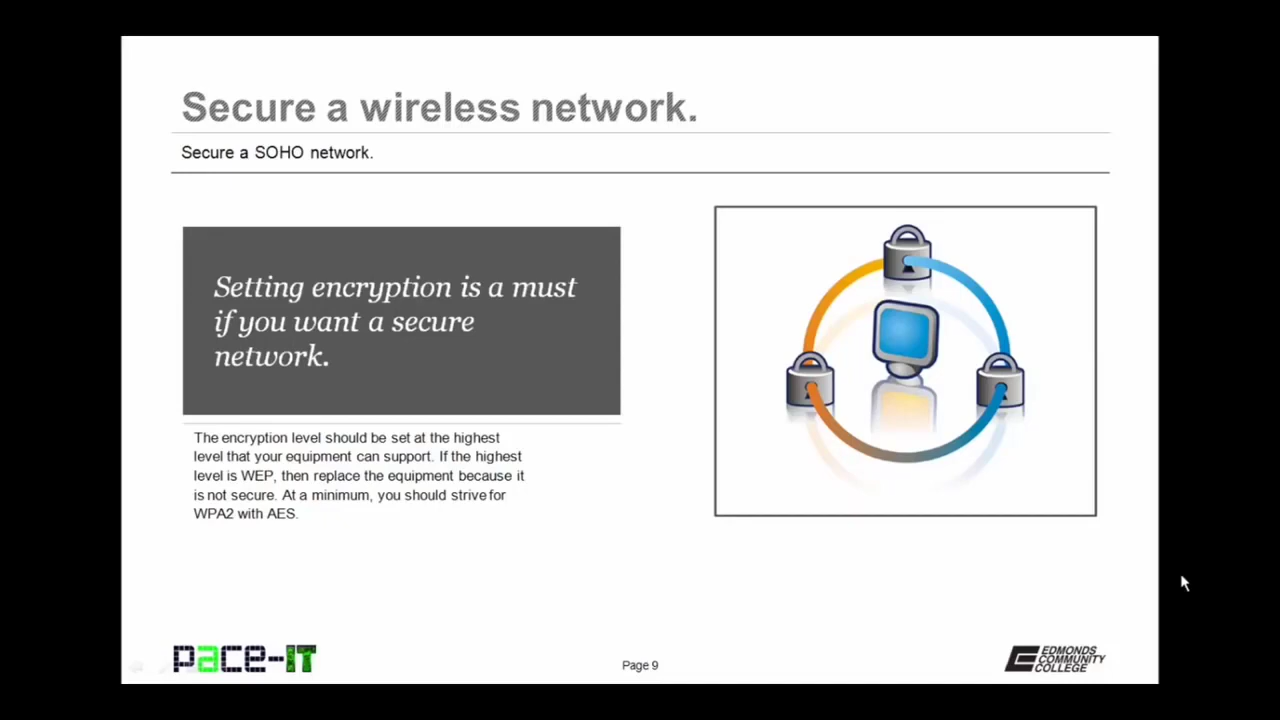 Secure a wireless network.
Secure a SOHO network.
Setting encryption is a must
if you want a secure
network.
The encryption level should be set at the highest
level that your equipment can support. If the highest
level is WEP, then replace the equipment because it
is not secure. At a minimum, you should strive for
WPA2 with AES.
pace-IT
Page 9
EDMONDS
COMMUNITY
COLLEGE